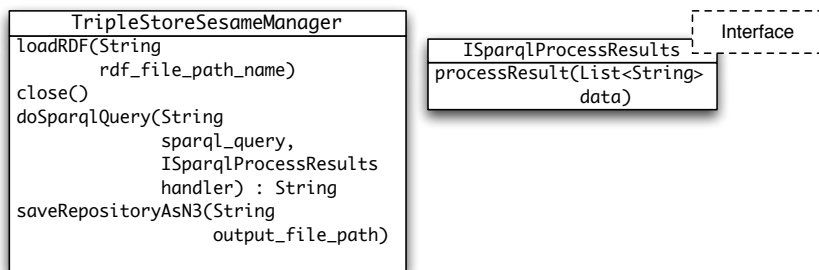 TripleStoreSesameManager
loadRDF(String
rdf_file_path_name)
close()
doSparqlQuery(String
sparql_query,
ISparqlProcessResults
handler) : String
saveRepositoryAsN3(String
output_file_path)
Interface
ISparqlProcessResults
processResult(List<String>
data)